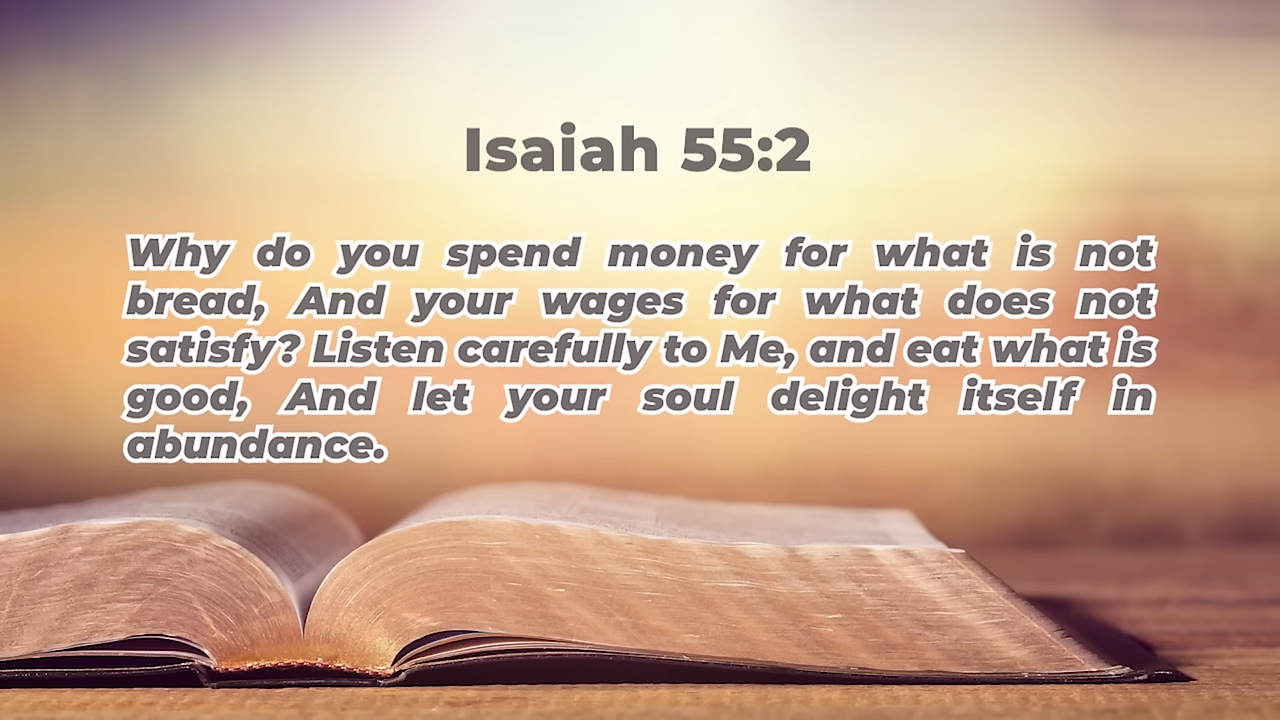 Isaiah 55:2
Why do you spend money for what is not
bread, And your wages for what does not
satisfy? Listen carefully to Me, and eat what is
good, And let your soul delight itself in
abundance.